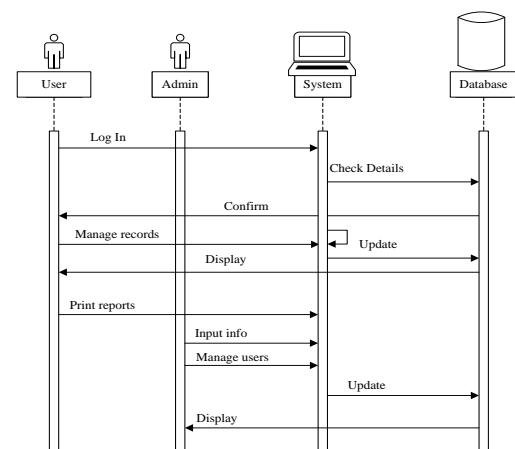 User
Admin
System
Database
Log In
Check Details
Confirm
Manage records
Update
Display
Print reports
Input info
Manage users
Update
Display